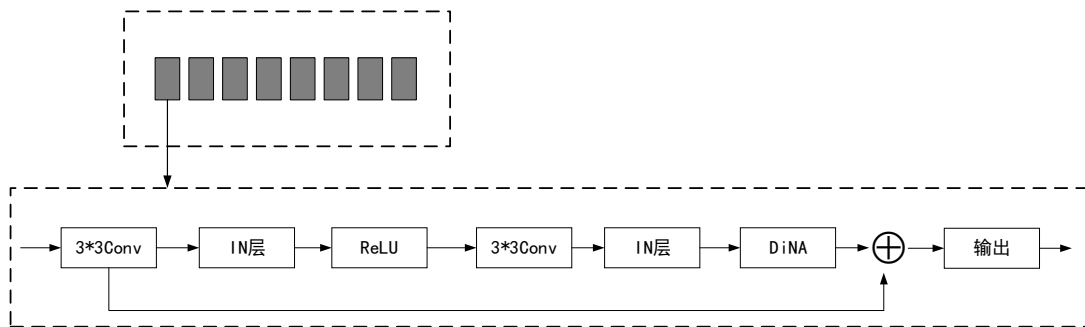 3*3Conv
IN层
ReLU
3*3Conv
IN层
DiNA
输出